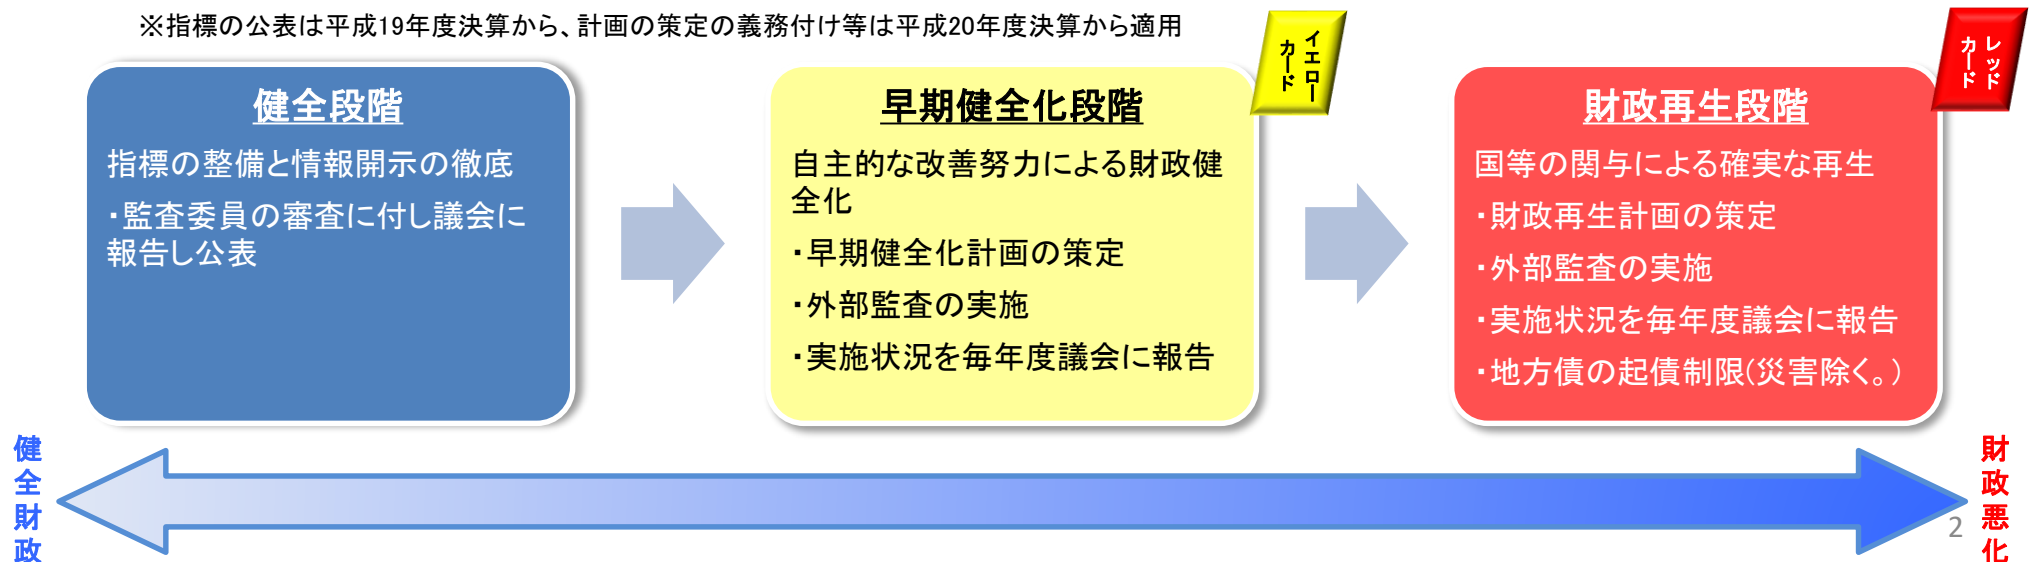 ※指標の公表は平成19年度決算から、計画の策定の義務付け等は平成20年度決算から適用
健全段階
指標の整備と情報開示の徹底
・監査委員の審査に付し議会に
報告し公表
イエロー
カード
早期健全化段階
自主的な改善努力による財政健
全化
・早期健全化計画の策定
・外部監査の実施
・実施状況を毎年度議会に報告
レッド
カード
財政再生段階
国等の関与による確実な再生
・財政再生計画の策定
・外部監査の実施
・実施状況を毎年度議会に報告
・地方債の起債制限(災害除く。)
健全財政
財政悪化
2